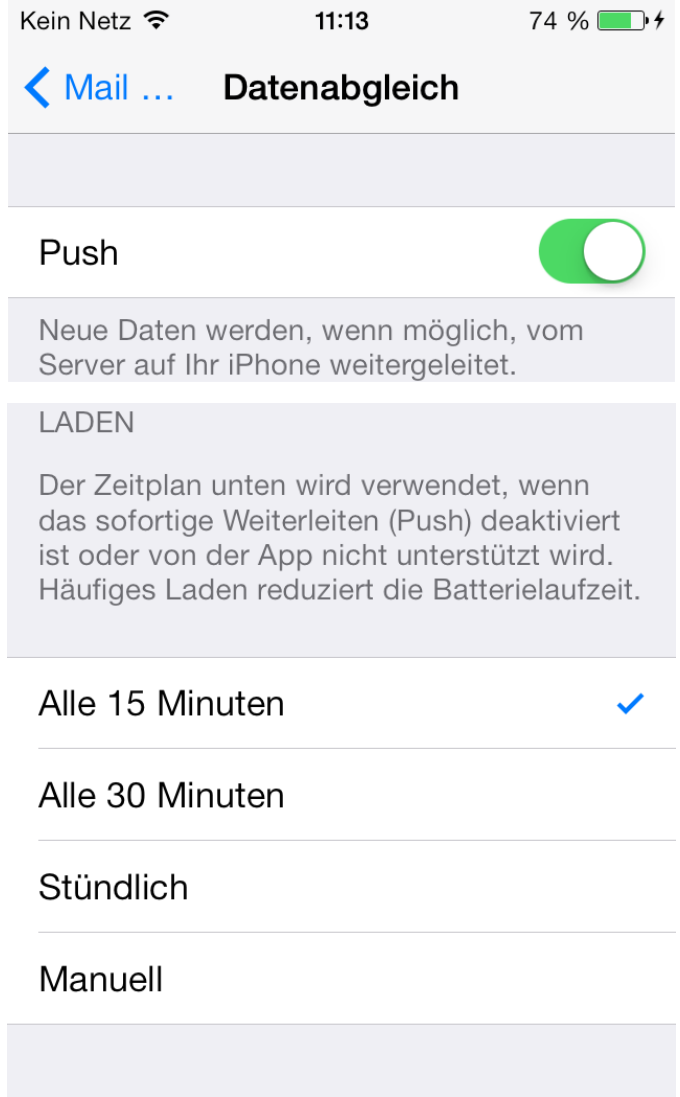 Kein Netz 11:13 74 %
Mail ... Datenabgleich
Push
Neue Daten werden, wenn möglich, vom
Server auf Ihr iPhone weitergeleitet.
LADEN
Der Zeitplan unten wird verwendet, wenn
das sofortige Weiterleiten (Push) deaktiviert
ist oder von der App nicht unterstützt wird.
Häufiges Laden reduziert die Batterielaufzeit.
Alle 15 Minuten
Alle 30 Minuten
Stündlich
Manuell